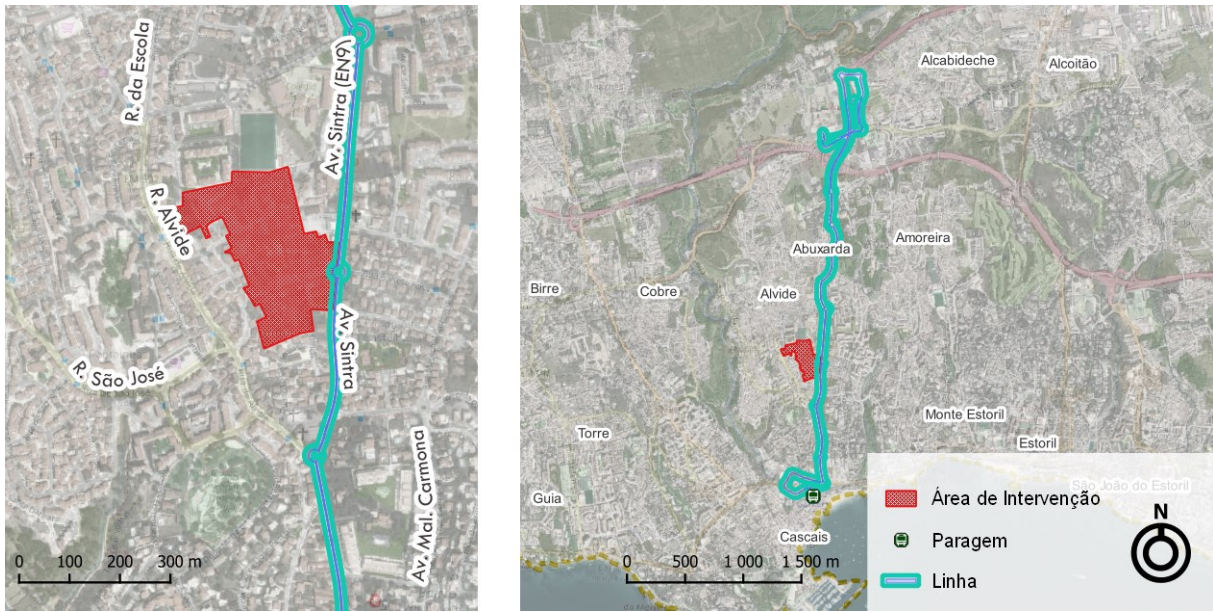 R. da Escola
Av. Sintra (EN9)
R. Alvide
Av. Sintra
R. São José
Av. Mal. Carmona
0 100 200 300 m
Alcabideche
Alcoitão
Abuxarda
Amoreira
Birre
Cobre
Alvide
Monte Estoril
Torre
Estoril
São João do Estoril
Guia
Cascais
0 500 1 000 1 500 m
Área de Intervenção
Paragem
Linha
N